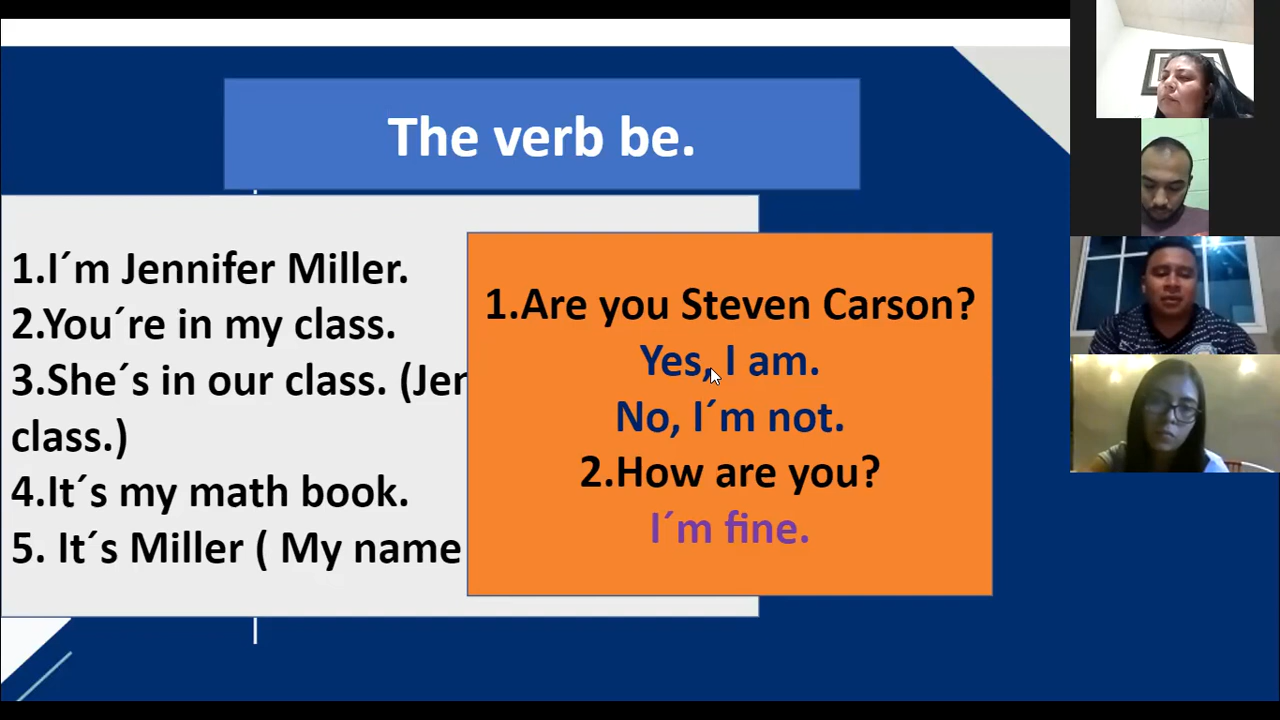 The verb be.
1.I´m Jennifer Miller.
2.You´re in my class.
3.She´s in our class. (Jen
class.)
4.It´s my math book.
5. It´s Miller ( My name
1.Are you Steven Carson?
Yes, I am.
No, I´m not.
2.How are you?
I´m fine.